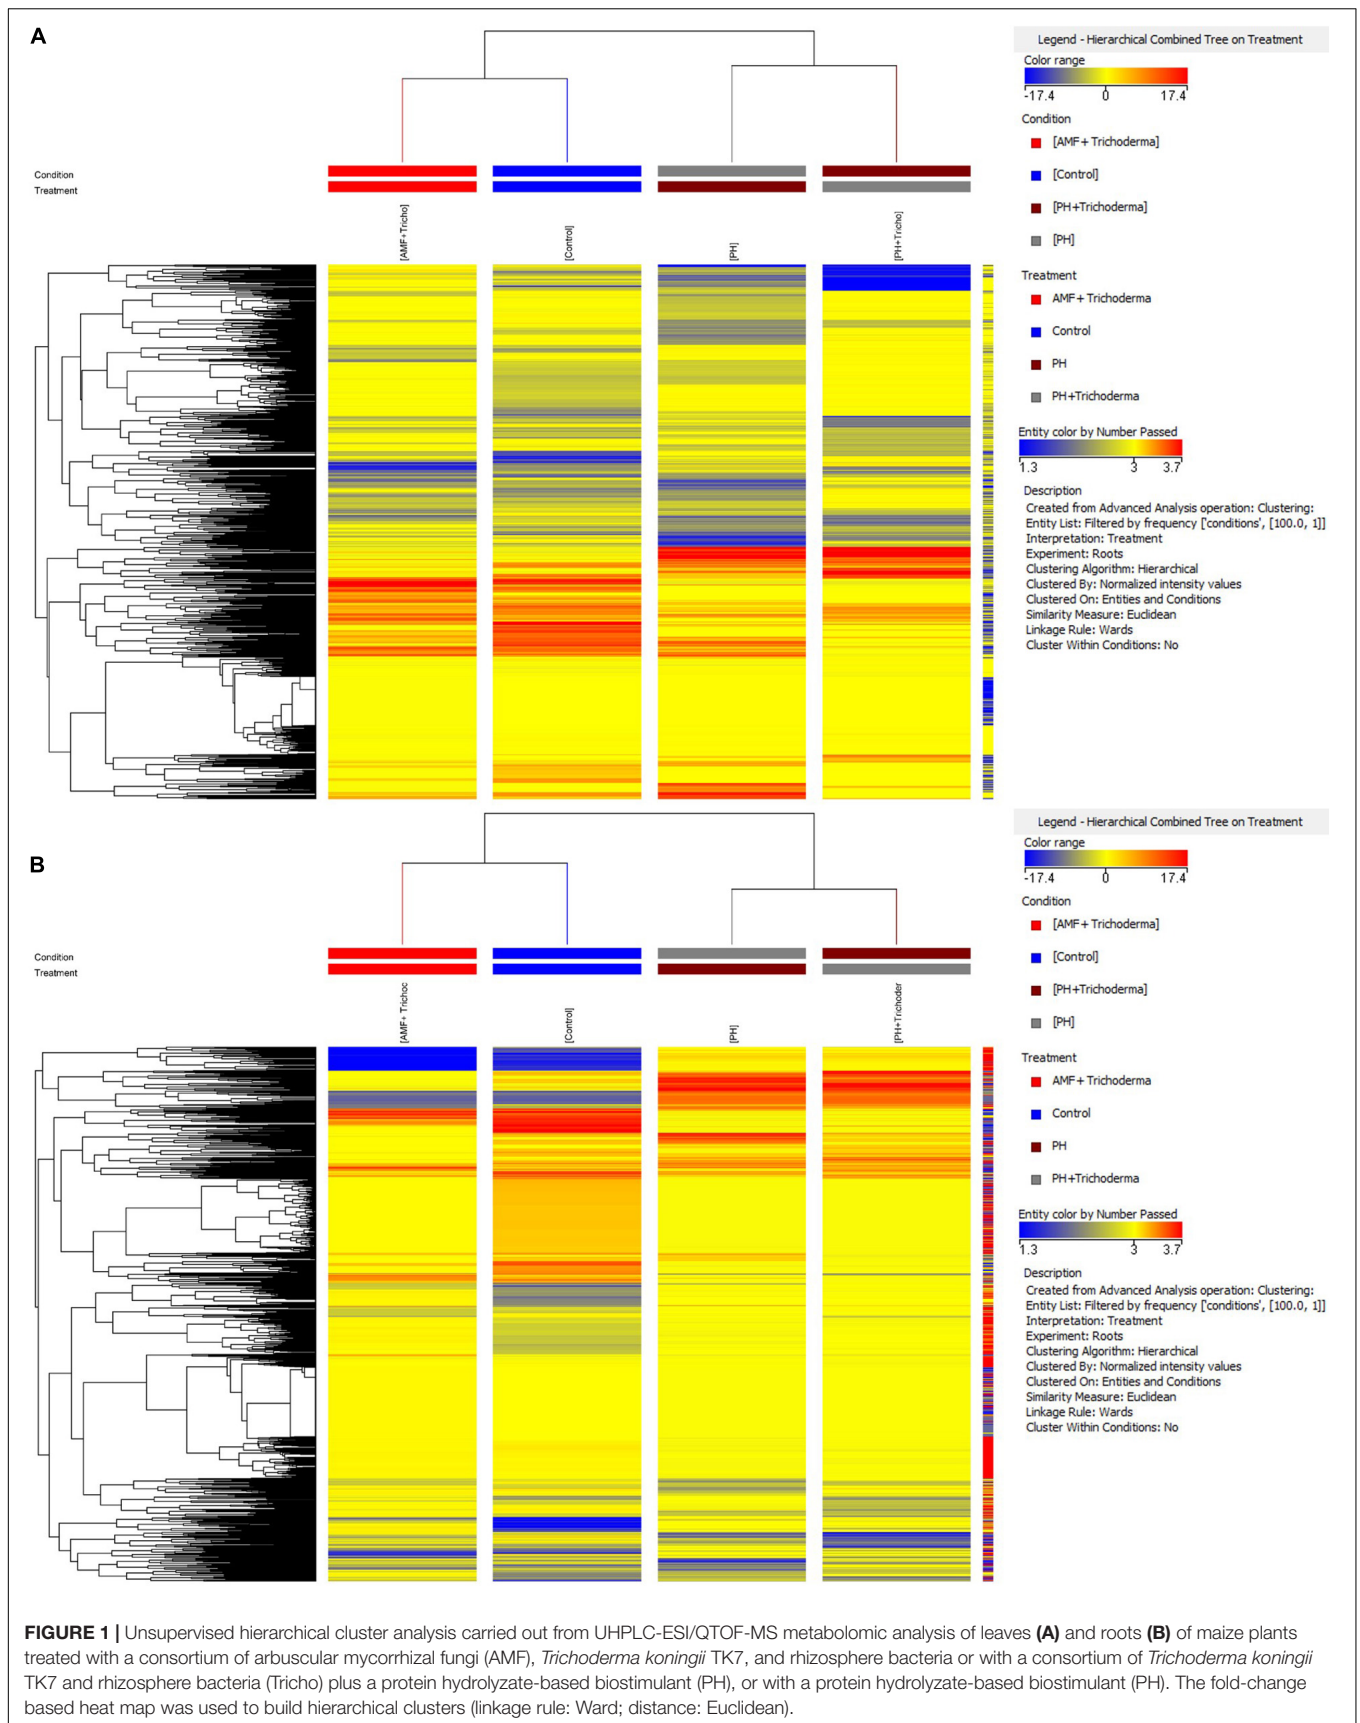 A
Legend - Hierarchical Combined Tree on Treatment
Color range
-17.4 0 17.4
Condition
[AMF+Trichoderma]
[Control]
[PH+Trichoderma]
[PH]
Condition
Treatment
[AMF+Tricho]
[Control]
[PH]
[PH+Tricho]
Treatment
AMF+Trichoderma
Control
PH
PH+Trichoderma
Entity color by Number Passed
1.3 3 3.7
Description
Created from Advanced Analysis operation: Clustering:
Entity List: Filtered by frequency ['conditions', [100.0, 1]]
Interpretation: Treatment
Experiment: Roots
Clustering Algorithm: Hierarchical
Clustered By: Normalized intensity values
Clustered On: Entities and Conditions
Similarity Measure: Euclidean
Linkage Rule: Wards
Cluster Within Conditions: No
B
Legend - Hierarchical Combined Tree on Treatment
Color range
-17.4 0 17.4
Condition
[AMF+Trichoderma]
[Control]
[PH+Trichoderma]
[PH]
Condition
Treatment
[AMF+ Trichoc
[Control]
[PH]
[PH+Trichoder
Treatment
AMF+Trichoderma
Control
PH
PH+Trichoderma
Entity color by Number Passed
1.3 3 3.7
Description
Created from Advanced Analysis operation: Clustering:
Entity List: Filtered by frequency ['conditions', [100.0, 1]]
Interpretation: Treatment
Experiment: Roots
Clustering Algorithm: Hierarchical
Clustered By: Normalized intensity values
Clustered On: Entities and Conditions
Similarity Measure: Euclidean
Linkage Rule: Wards
Cluster Within Conditions: No
FIGURE 1 | Unsupervised hierarchical cluster analysis carried out from UHPLC-ESI/QTOF-MS metabolomic analysis of leaves (A) and roots (B) of maize plants
treated with a consortium of arbuscular mycorrhizal fungi (AMF), Trichoderma koningii TK7, and rhizosphere bacteria or with a consortium of Trichoderma koningii
TK7 and rhizosphere bacteria (Tricho) plus a protein hydrolyzate-based biostimulant (PH), or with a protein hydrolyzate-based biostimulant (PH). The fold-change
based heat map was used to build hierarchical clusters (linkage rule: Ward; distance: Euclidean).